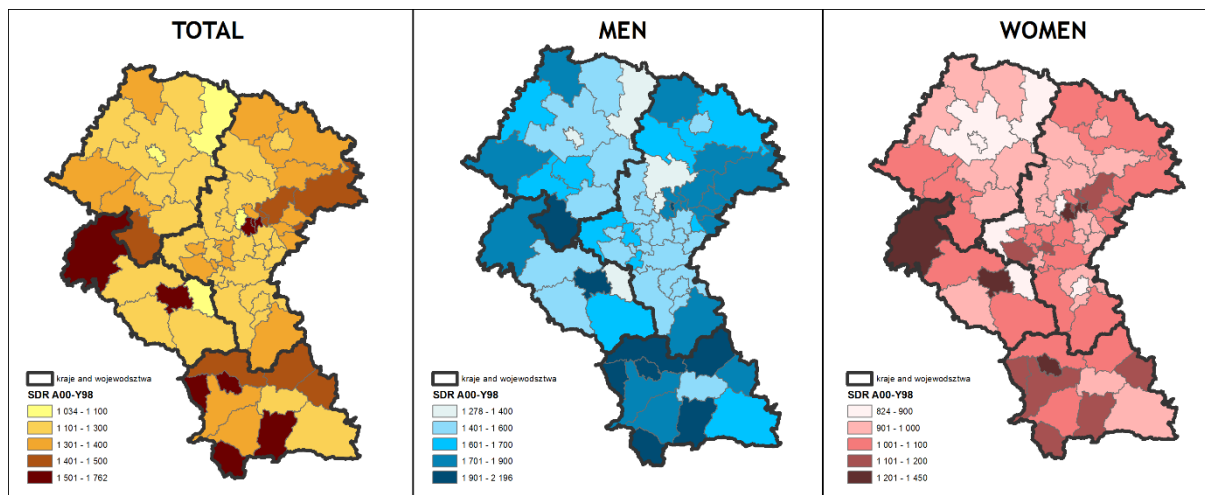 TOTAL
kraje and wojewodsztwa
SDR A00-Y98
1 034 - 1 100
1 101 - 1 300
1 301 - 1 400
1 401 - 1 500
1 501 - 1 762
MEN
kraje and wojewodsztwa
SDR A00-Y98
1 278 - 1 400
1 401 - 1 600
1 601 - 1 700
1 701 - 1 900
1 901 - 2 196
WOMEN
kraje and wojewodsztwa
SDR A00-Y98
824 - 900
901 - 1 000
1 001 - 1 100
1 101 - 1 200
1 201 - 1 450